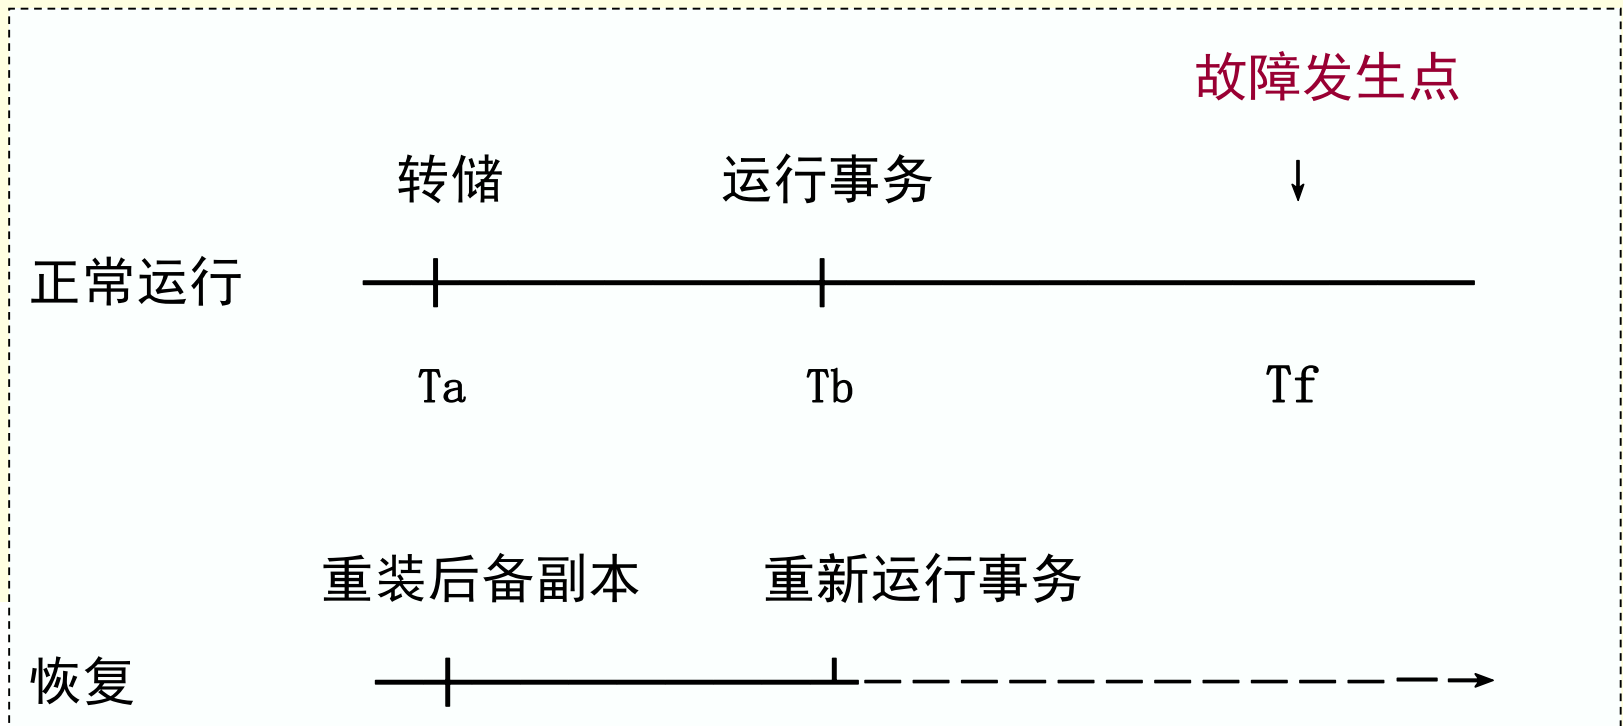 故障发生点
转储 运行事务
正常运行
Ta Tb Tf
重装后备副本 重新运行事务
恢复